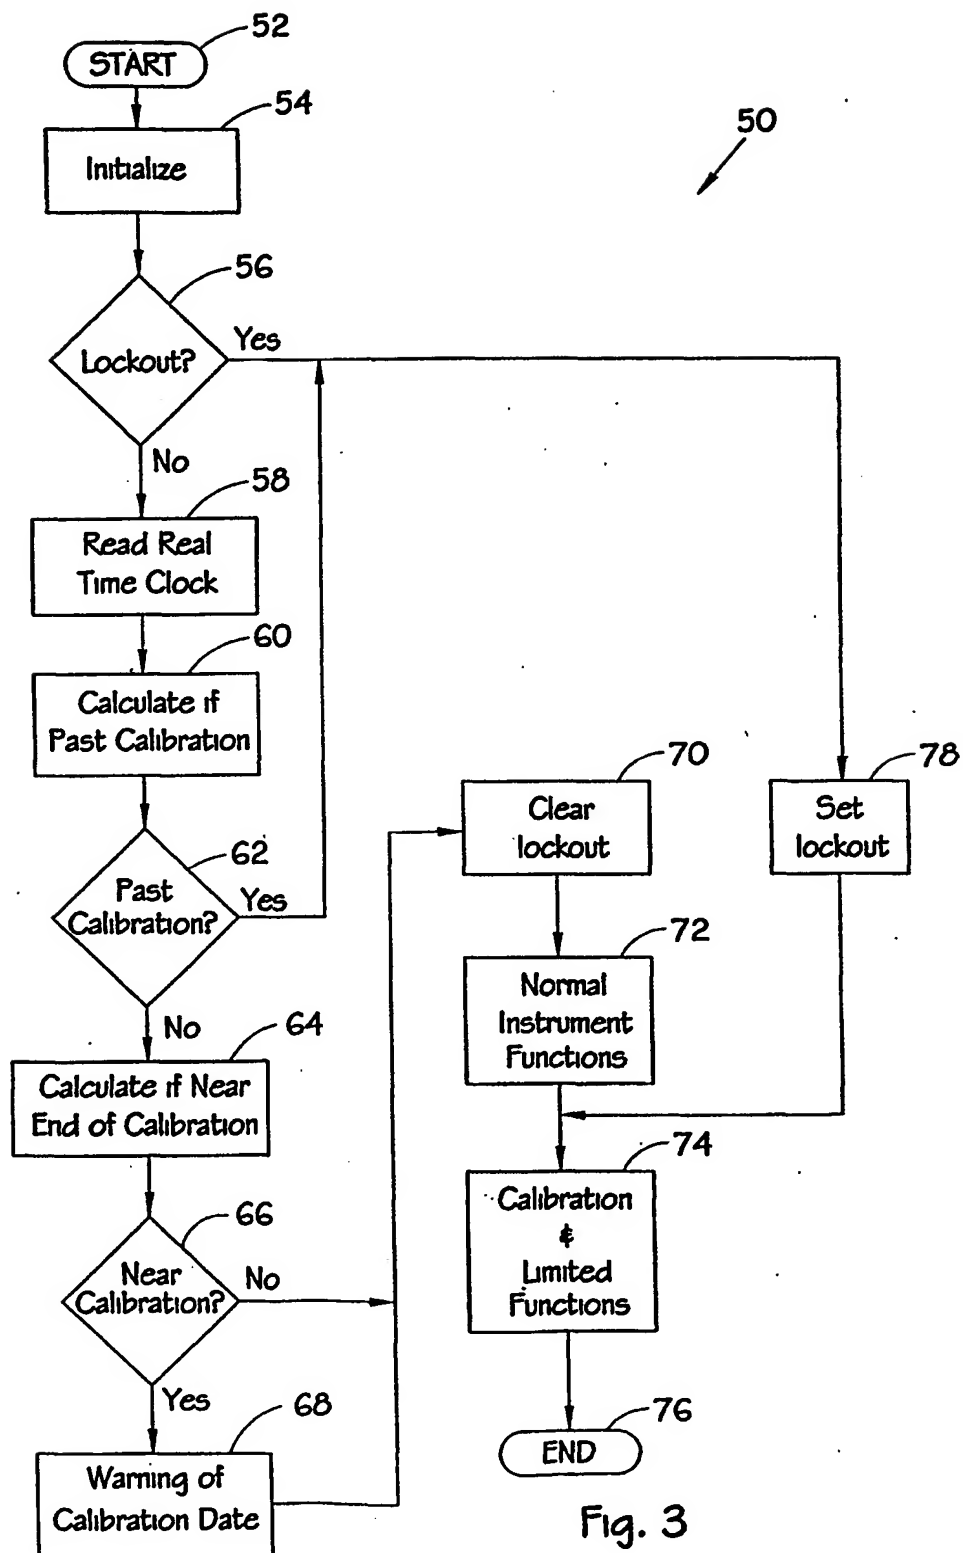 52
START
54
Initialize
50
56
Lockout?
Yes
No
58
Read Real
Time Clock
60
Calculate if
Past Calibration
62
Past
Calibration?
Yes
No
64
Calculate if Near
End of Calibration
66
Near
Calibration?
No
Yes
68
Warning of
Calibration Date
70
Clear
lockout
78
Set
lockout
72
Normal
Instrument
Functions
74
Calibration
&
Limited
Functions
76
END
Fig. 3